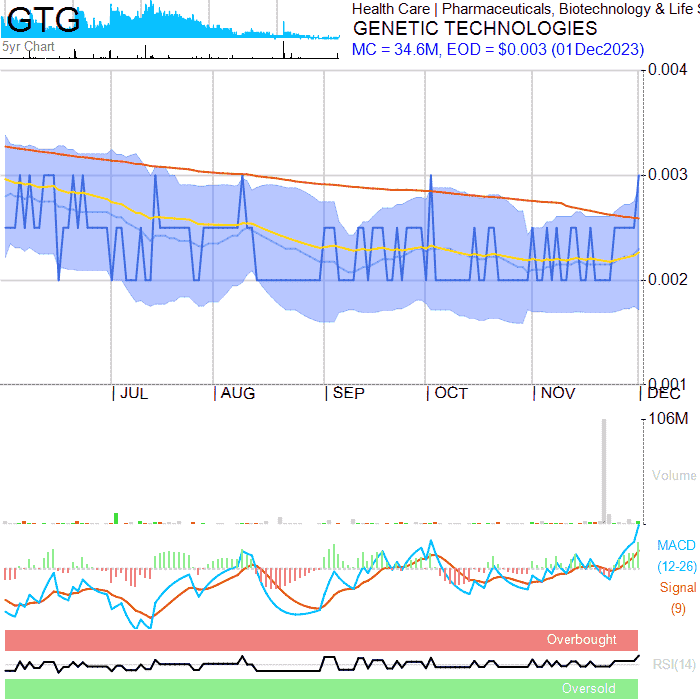 GTG
5yr Chart
Health Care | Pharmaceuticals, Biotechnology & Life S
GENETIC TECHNOLOGIES
MC = 34.6M, EOD = $0.003 (01Dec2023)
0.004
0.003
0.002
0.001
| JUL | AUG | SEP | OCT | NOV | DEC
106M
Volume
MACD
(12-26)
Signal
(9)
Overbought
RSI(14)
Oversold